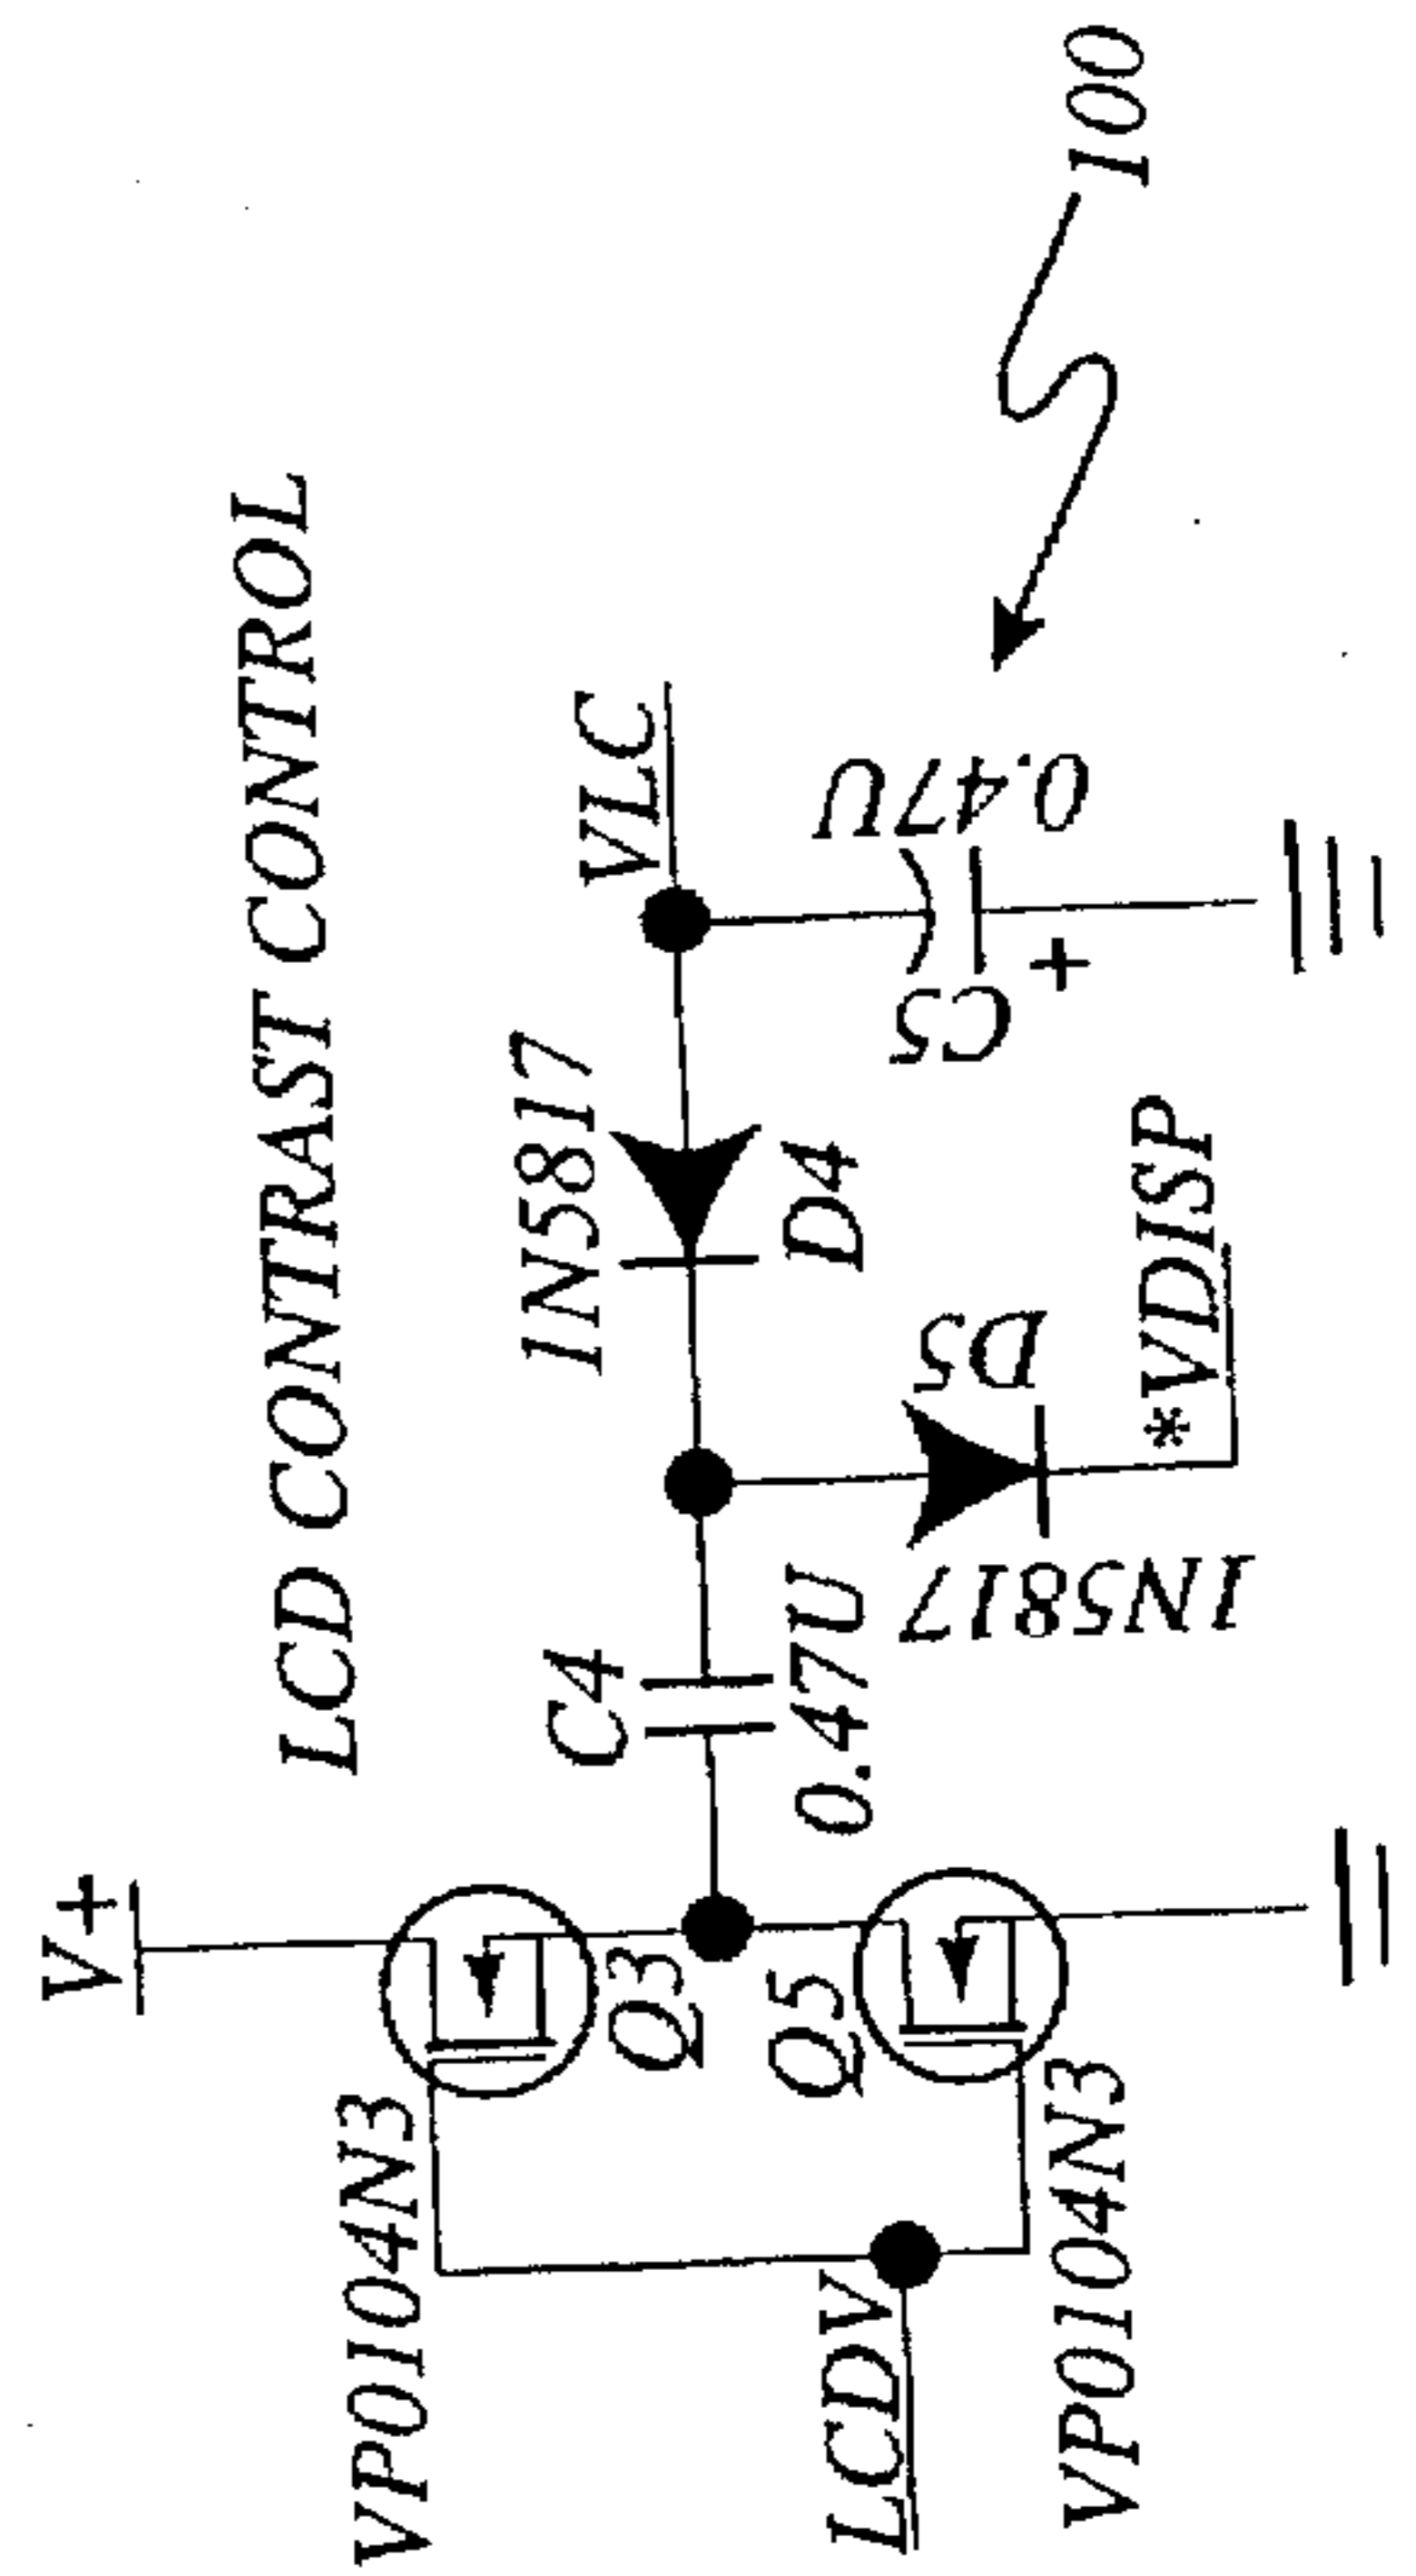 LCD CONTRAST CONTROL
V+
VP0104N3
Q3
LCDV
Q5
VP0104N3
C4
0.47U
1N5817
D4
D5
1N5817
*VDISP
VLC
C5
0.47U
+
100